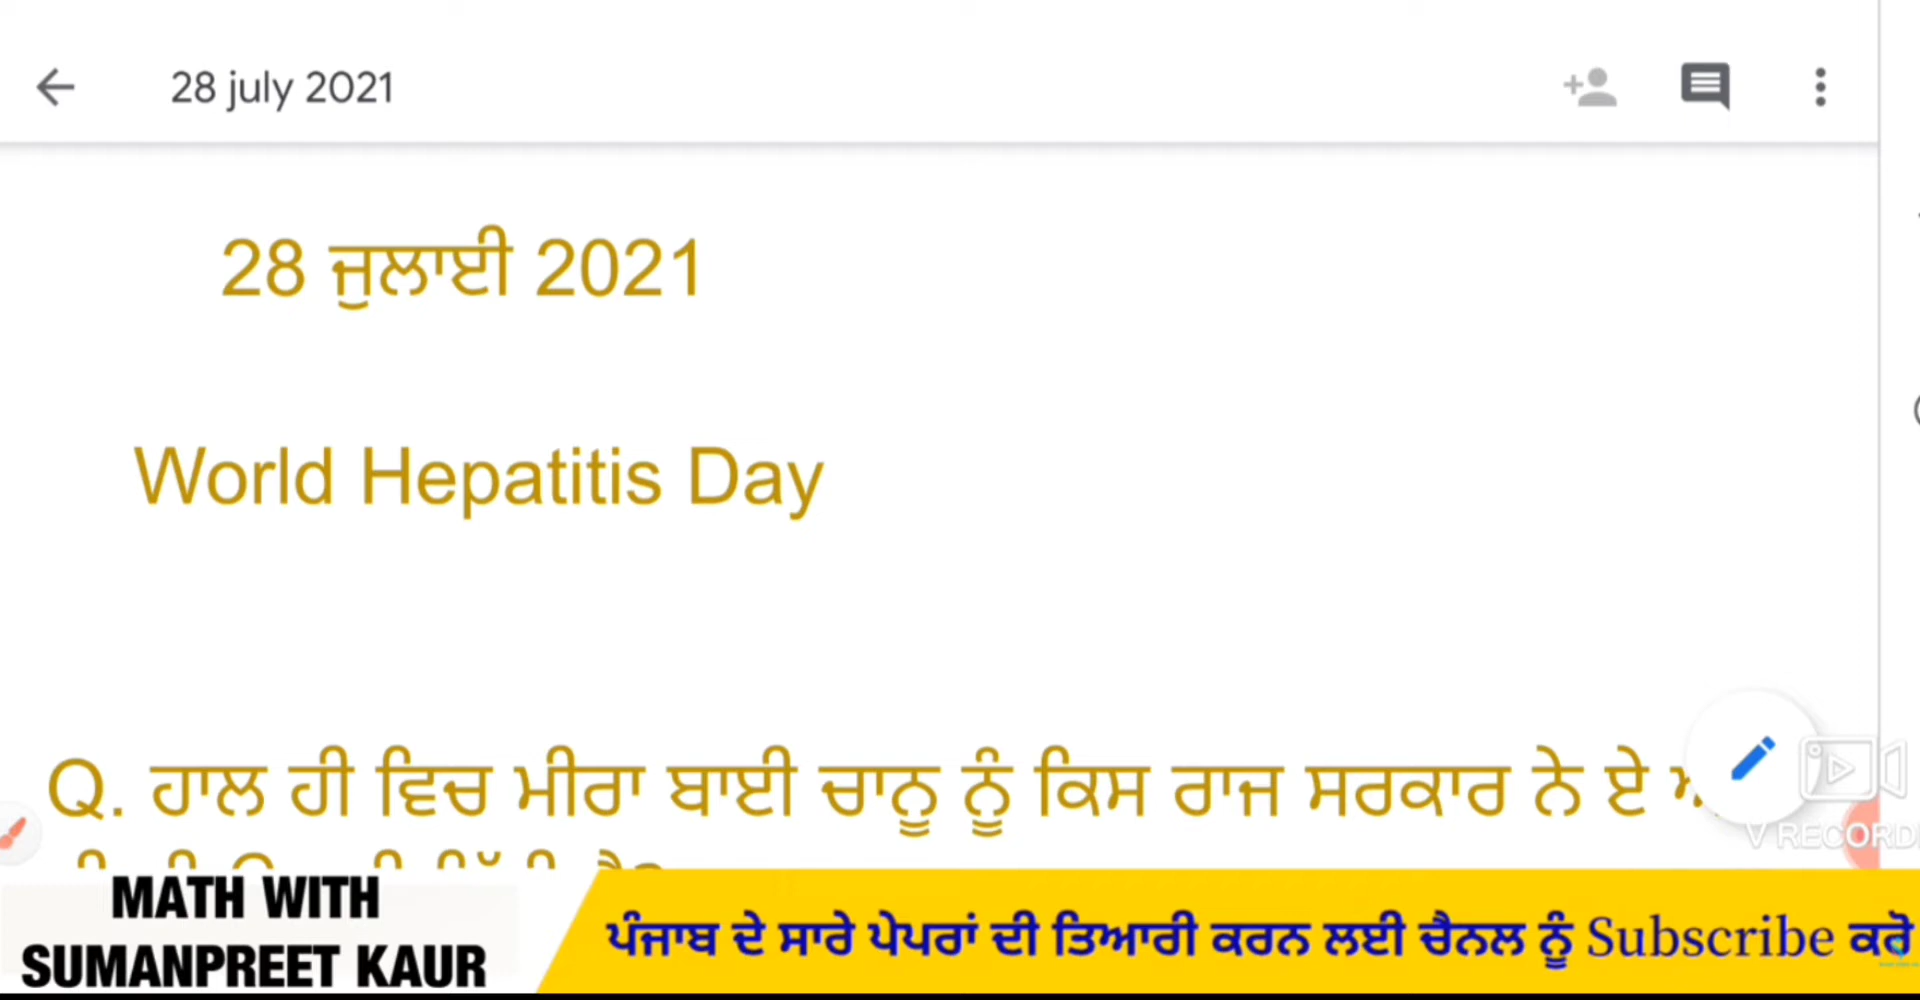 28 july 2021
28 ਜੁਲਾਈ 2021
World Hepatitis Day
Q. ਹਾਲ ਹੀ ਵਿਚ ਮੀਰਾ ਬਾਈ ਚਾਨੂ ਨੂੰ ਕਿਸ ਰਾਜ ਸਰਕਾਰ ਨੇ ਏ
V RECORD
MATH WITH
SUMANPREET KAUR
ਪੰਜਾਬ ਦੇ ਸਾਰੇ ਪੇਪਰਾਂ ਦੀ ਤਿਆਰੀ ਕਰਨ ਲਈ ਚੈਨਲ ਨੂੰ Subscribe ਕਰੋ